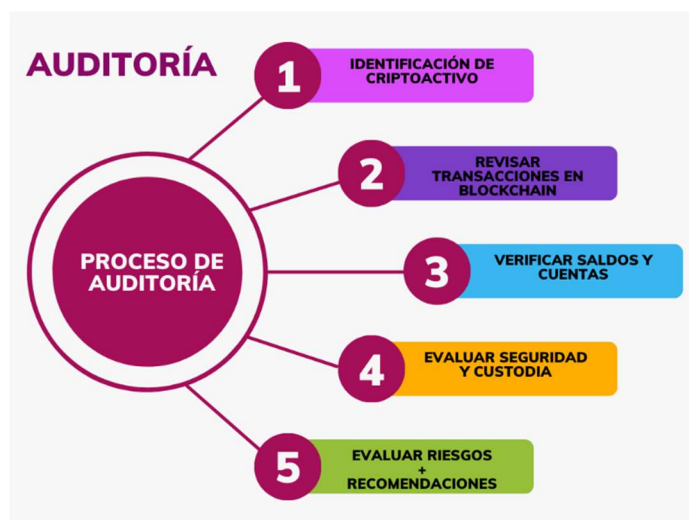 AUDITORÍA
1
IDENTIFICACIÓN DE
CRIPTOACTIVO
2
REVISAR
TRANSACCIONES EN
BLOCKCHAIN
PROCESO DE
AUDITORÍA
3
VERIFICAR SALDOS Y
CUENTAS
4
EVALUAR SEGURIDAD
Y CUSTODIA
5
EVALUAR RIESGOS
+
RECOMENDACIONES